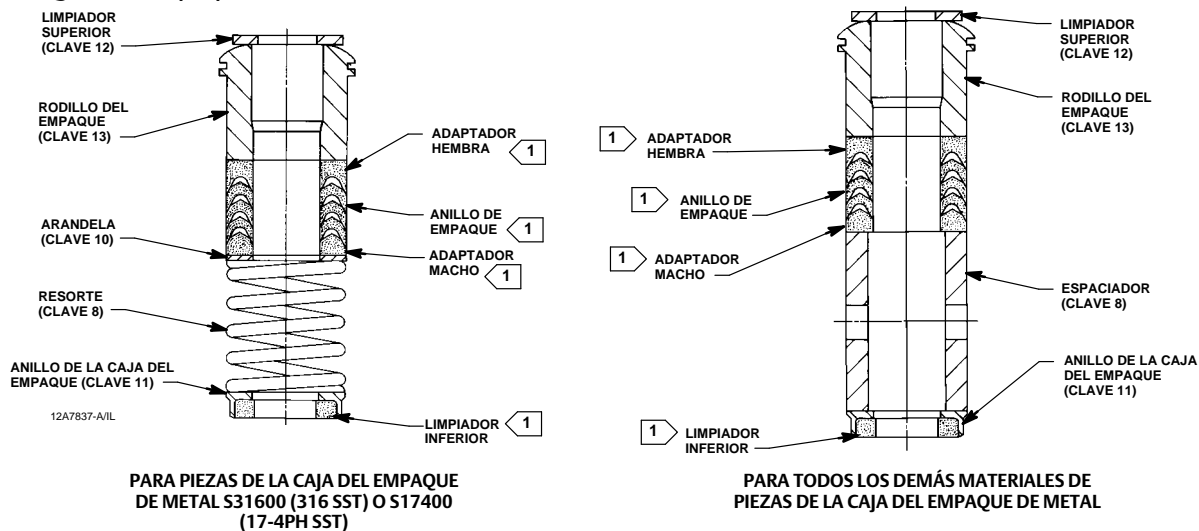 LIMPIADOR
SUPERIOR
(CLAVE 12)
RODILLO DEL
EMPAQUE
(CLAVE 13)
ADAPTADOR
HEMBRA 1
ANILLO DE
EMPAQUE 1
ARANDELA
(CLAVE 10)
ADAPTADOR
MACHO 1
RESORTE
(CLAVE 8)
ANILLO DE LA CAJA DEL
EMPAQUE (CLAVE 11)
12A7837-A/IL
LIMPIADOR 1
INFERIOR
PARA PIEZAS DE LA CAJA DEL EMPAQUE
DE METAL S31600 (316 SST) O S17400
(17-4PH SST)
LIMPIADOR
SUPERIOR
(CLAVE 12)
RODILLO DEL
EMPAQUE
(CLAVE 13)
1 ADAPTADOR
HEMBRA
1 ANILLO DE
EMPAQUE
1 ADAPTADOR
MACHO
ESPACIADOR
(CLAVE 8)
ANILLO DE LA CAJA
DEL EMPAQUE
(CLAVE 11)
1 LIMPIADOR
INFERIOR
PARA TODOS LOS DEMÁS MATERIALES DE
PIEZAS DE LA CAJA DEL EMPAQUE DE METAL